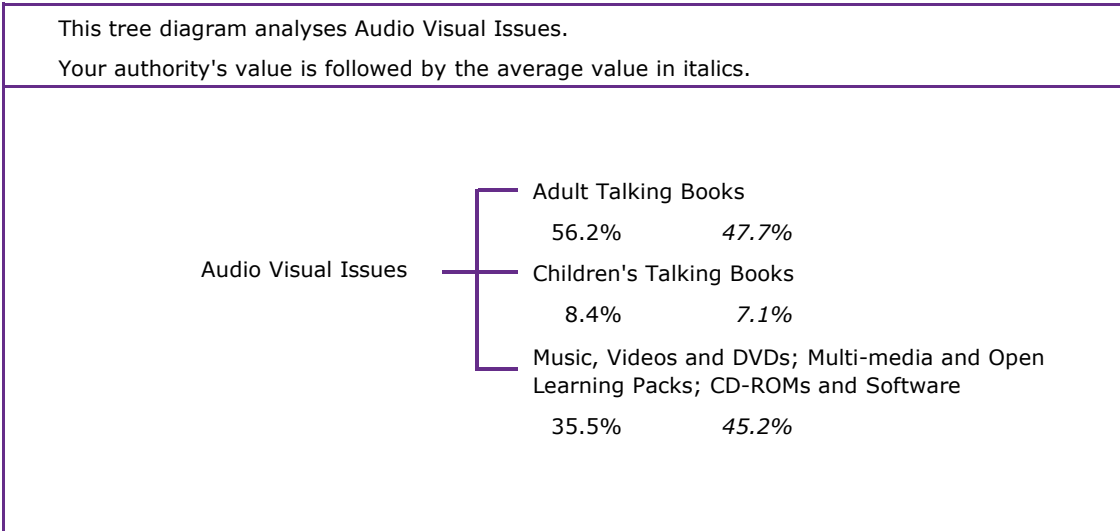 This tree diagram analyses Audio Visual Issues.
Your authority's value is followed by the average value in italics.
Adult Talking Books
56.2% 47.7%
Audio Visual Issues
Children's Talking Books
8.4% 7.1%
Music, Videos and DVDs; Multi-media and Open
Learning Packs; CD-ROMs and Software
35.5% 45.2%